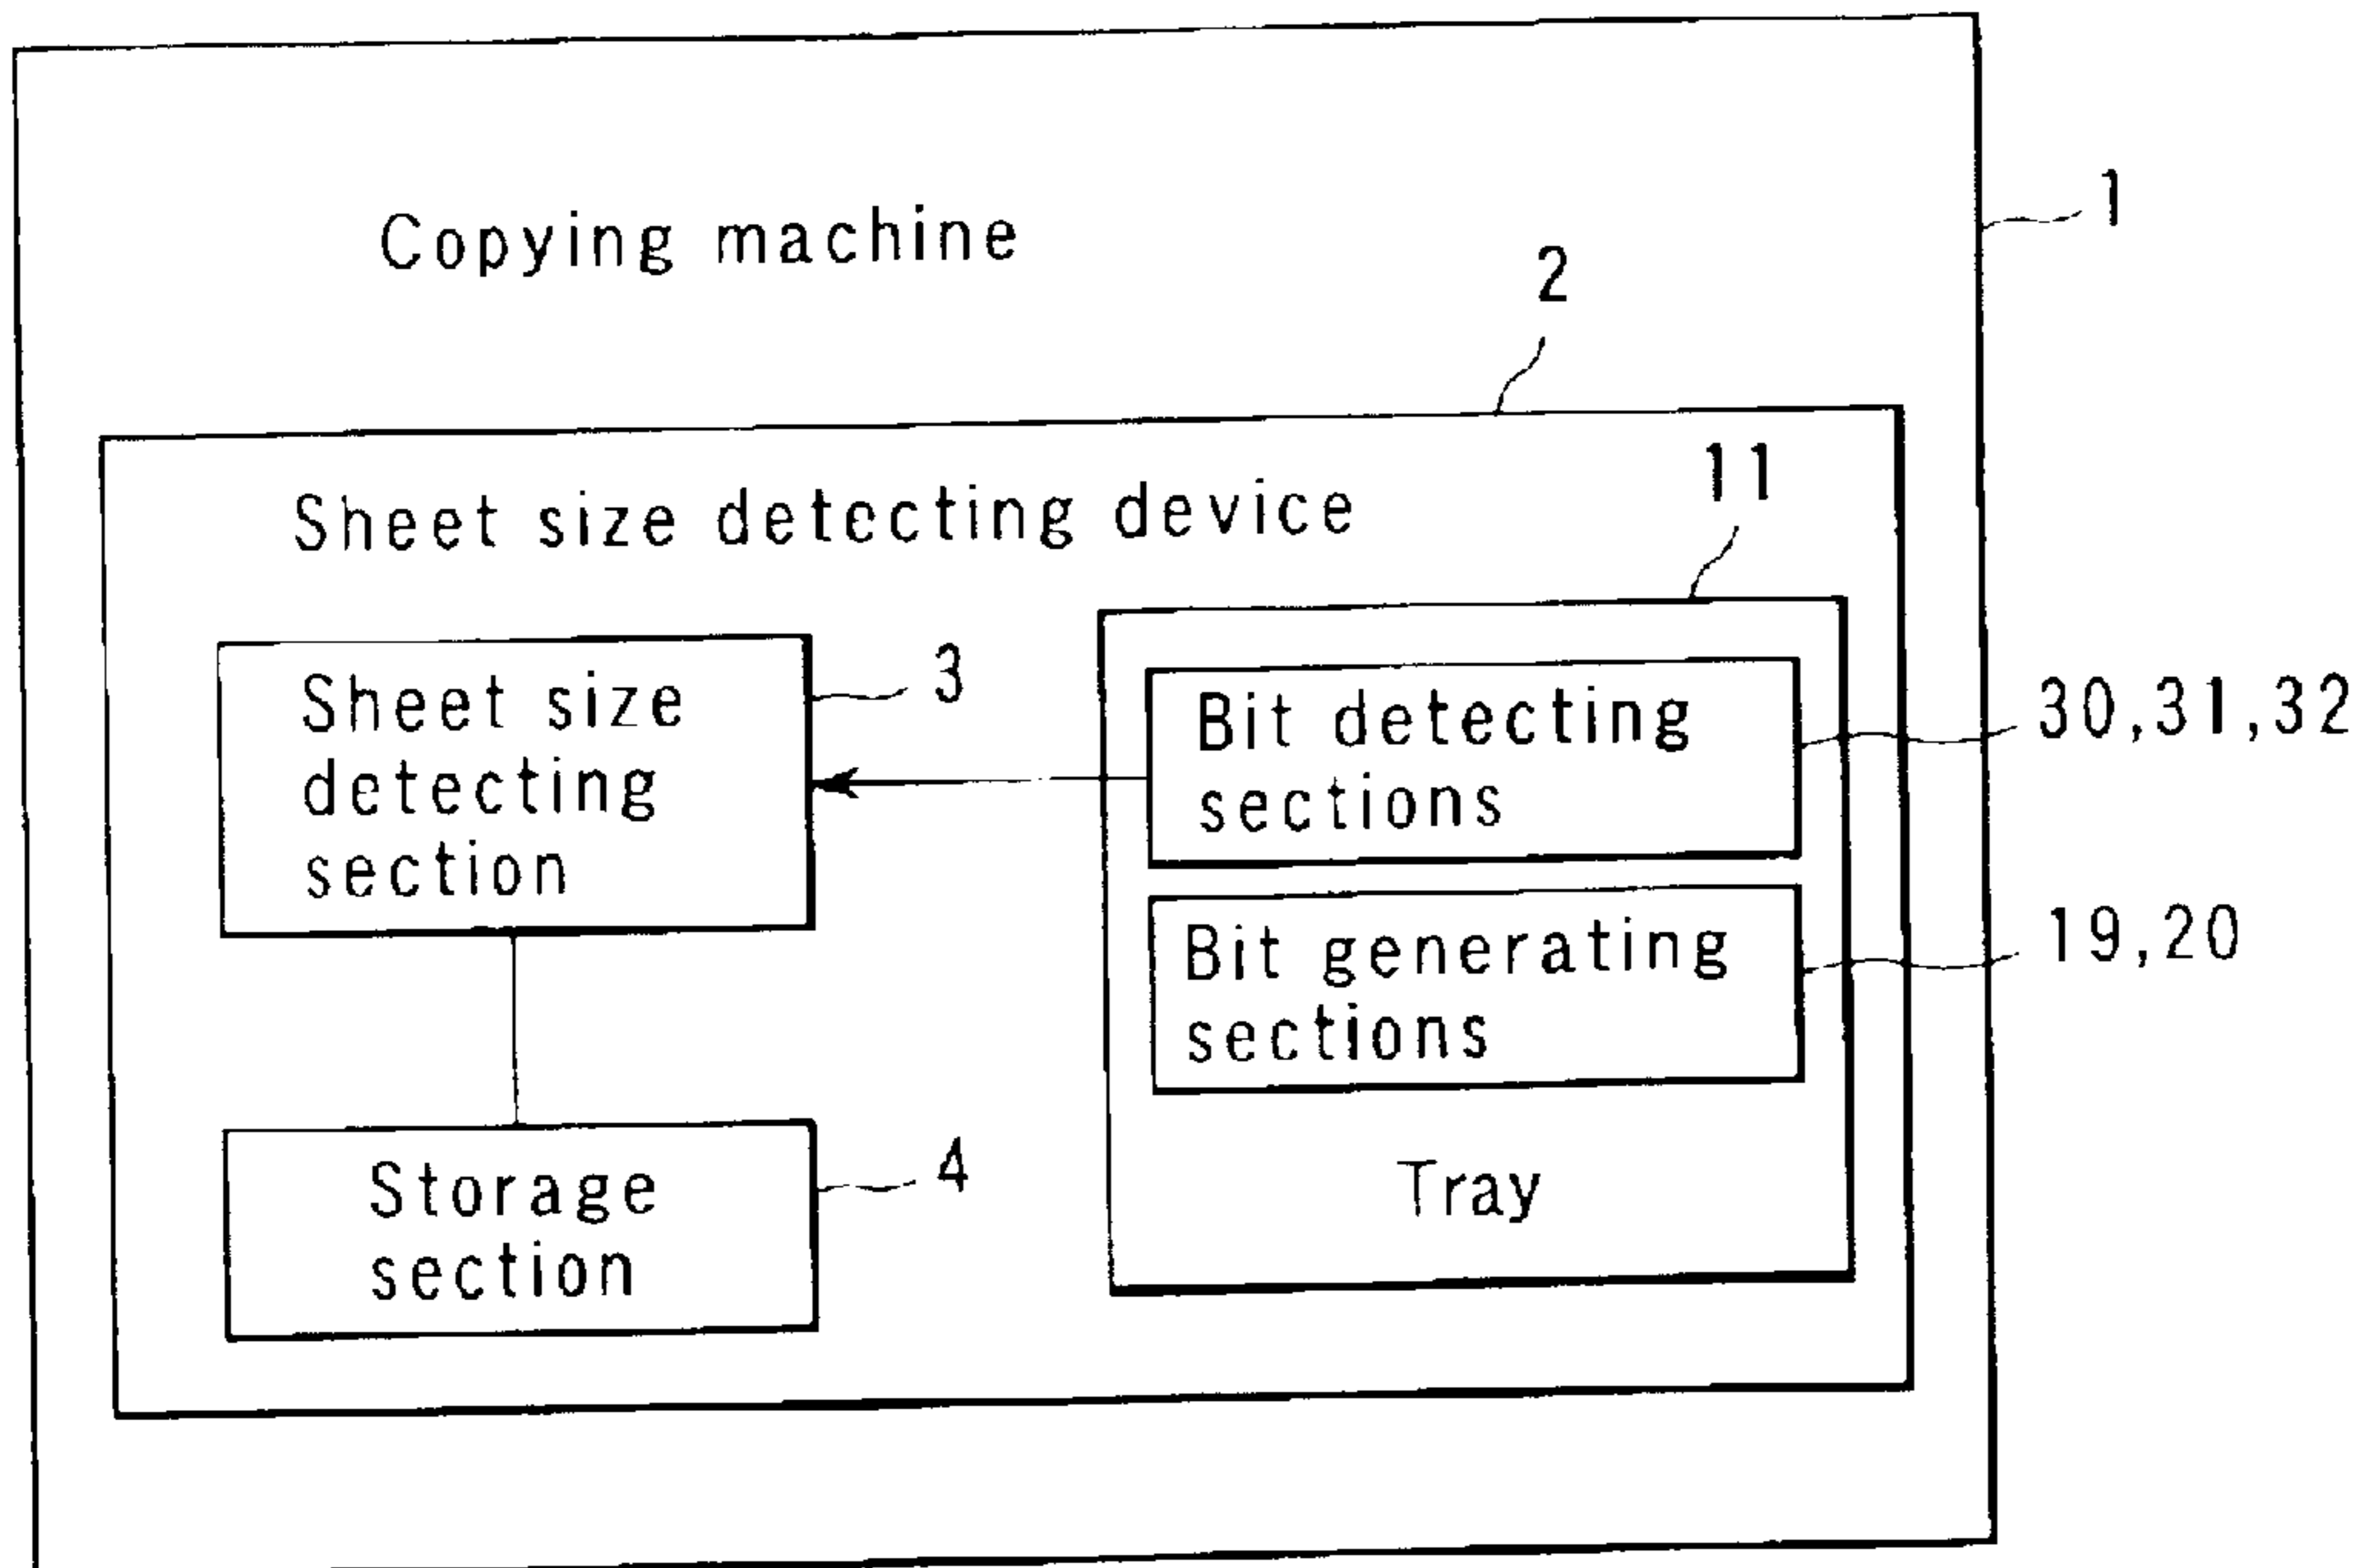 Copying machine
1
2
Sheet size detecting device
11
Sheet size
detecting
section
3
Bit detecting
sections
30,31,32
Bit generating
sections
19,20
Storage
section
4
Tray